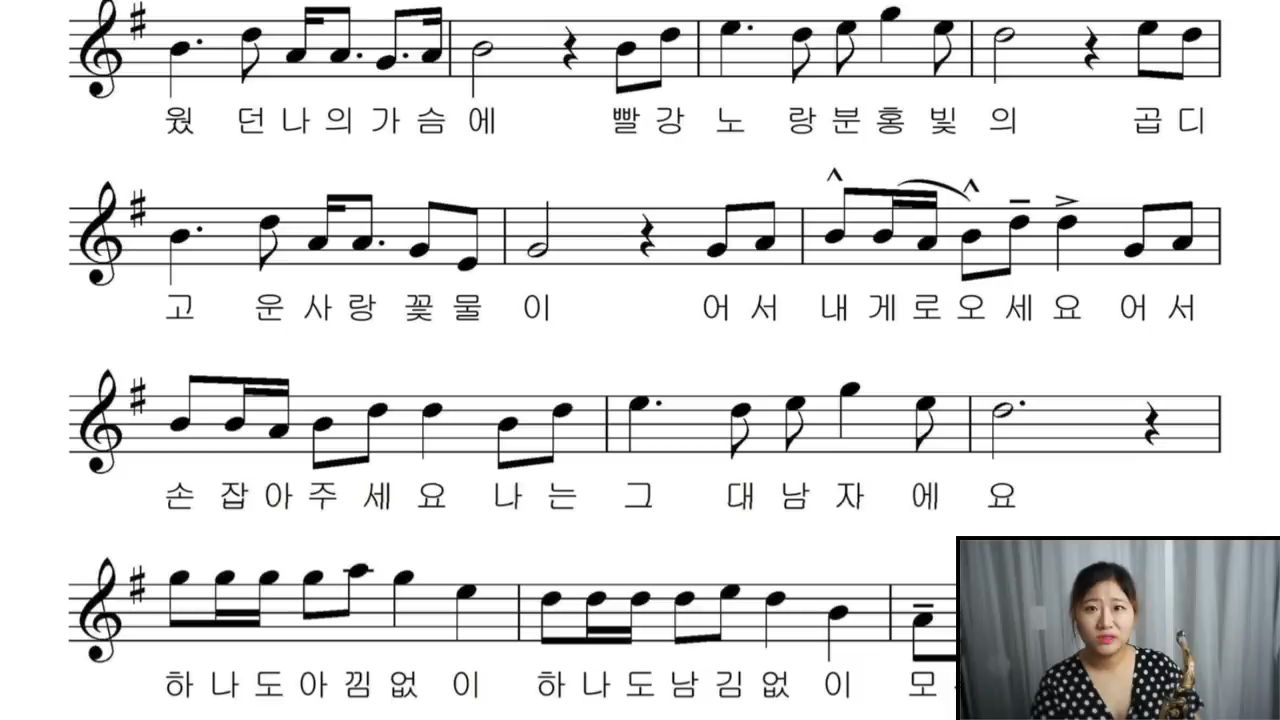 웠 던 나 의 가 슴 에 빨 강 노 랑 분 홍 빛 의 곱 디
고 운 사 랑 꽃 물 이 어 서 내 게 로 오 세 요 어 서
손 잡 아 주 세 요 나 는 그 대 남 자 에 요
하 나 도 아 낌 없 이 하 나 도 남 김 없 이 모